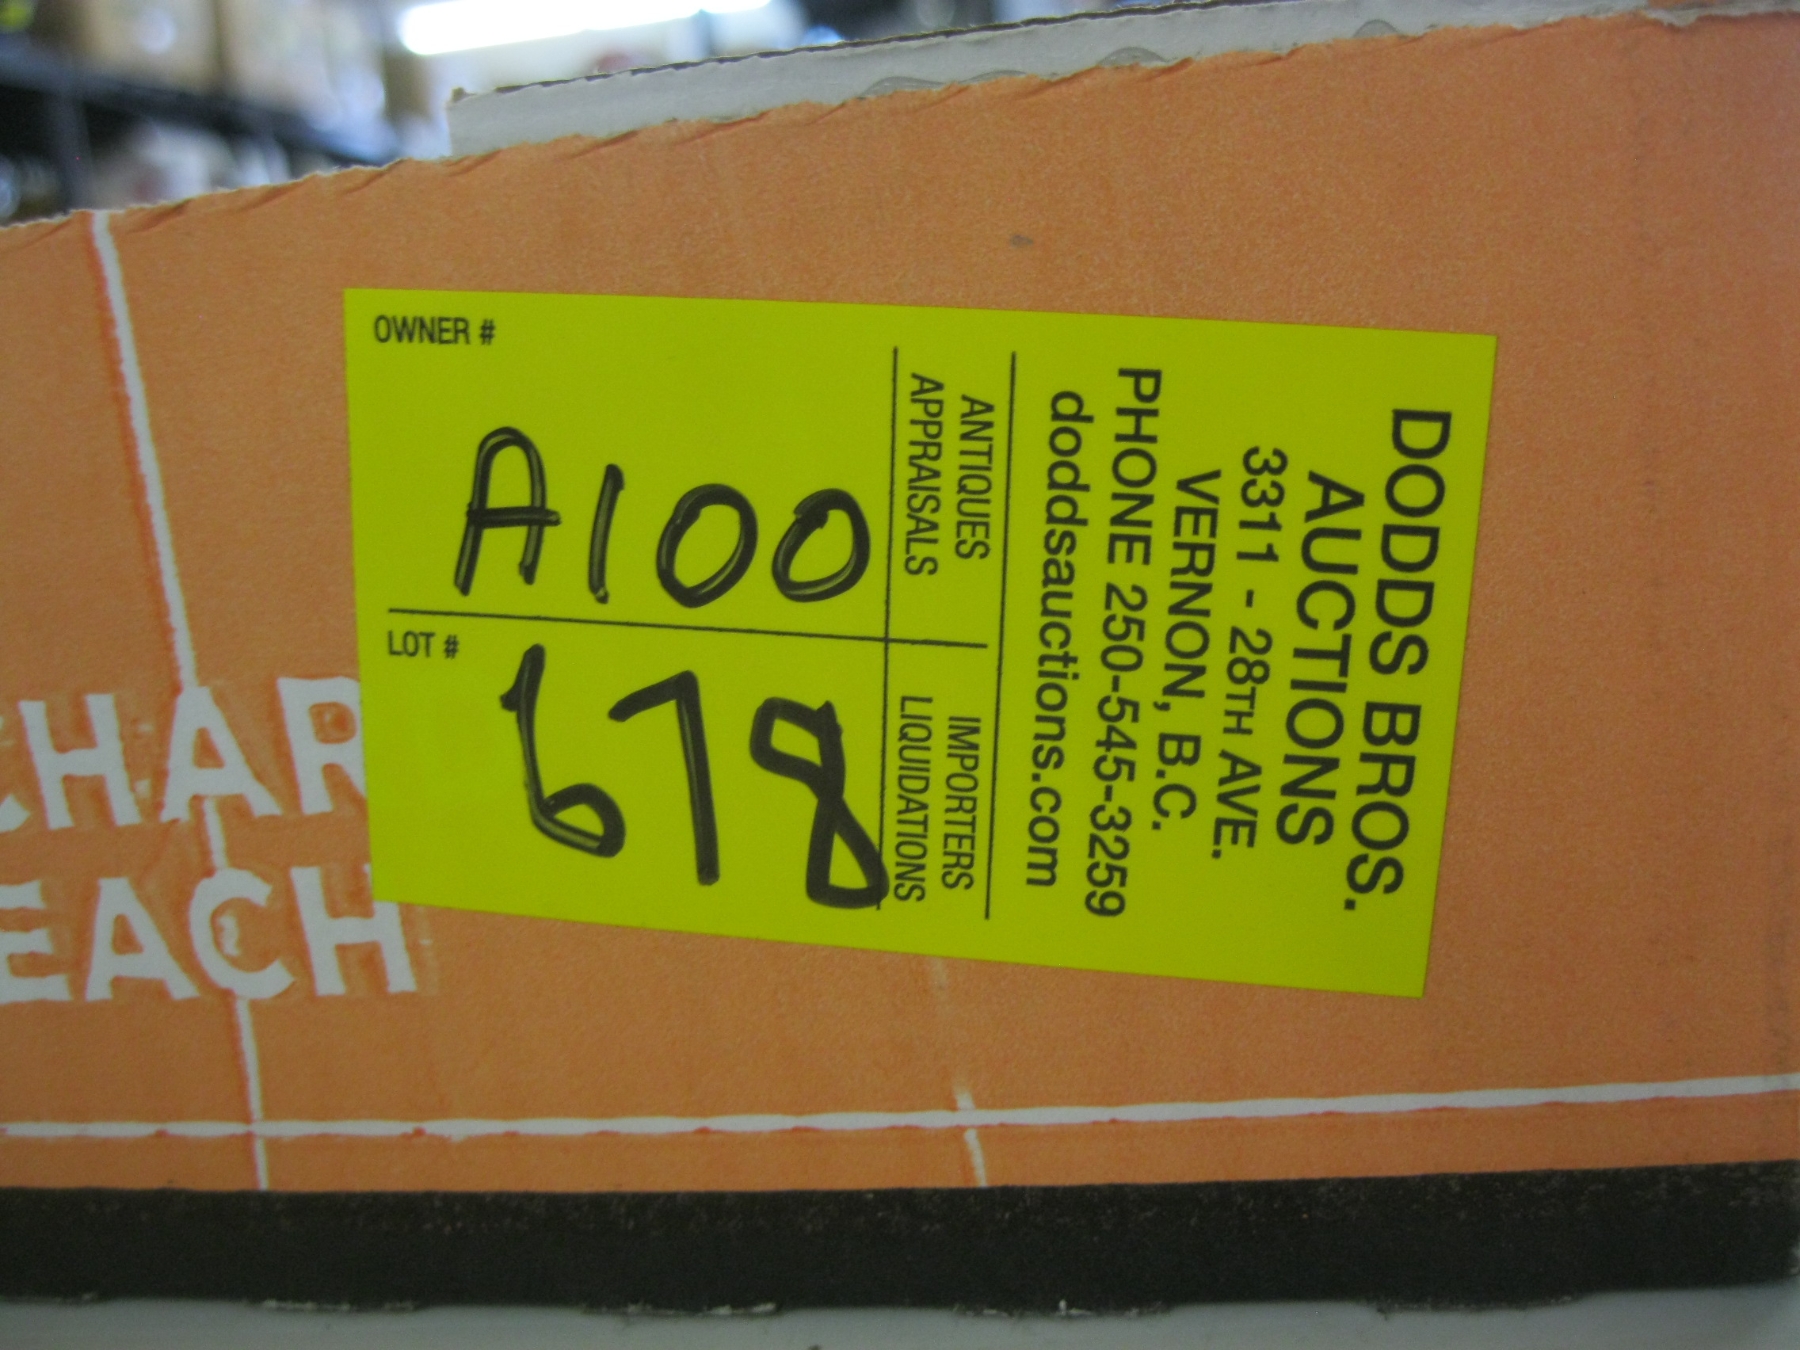 DODDS BROS.
AUCTIONS
3311 - 28TH AVE.
VERNON, B.C.
PHONE 250-545-3259
doddsauctions.com
ANTIQUES
APPRAISALS
IMPORTERS
LIQUIDATIONS
OWNER #
A100
LOT #
678
CHAR
EACH